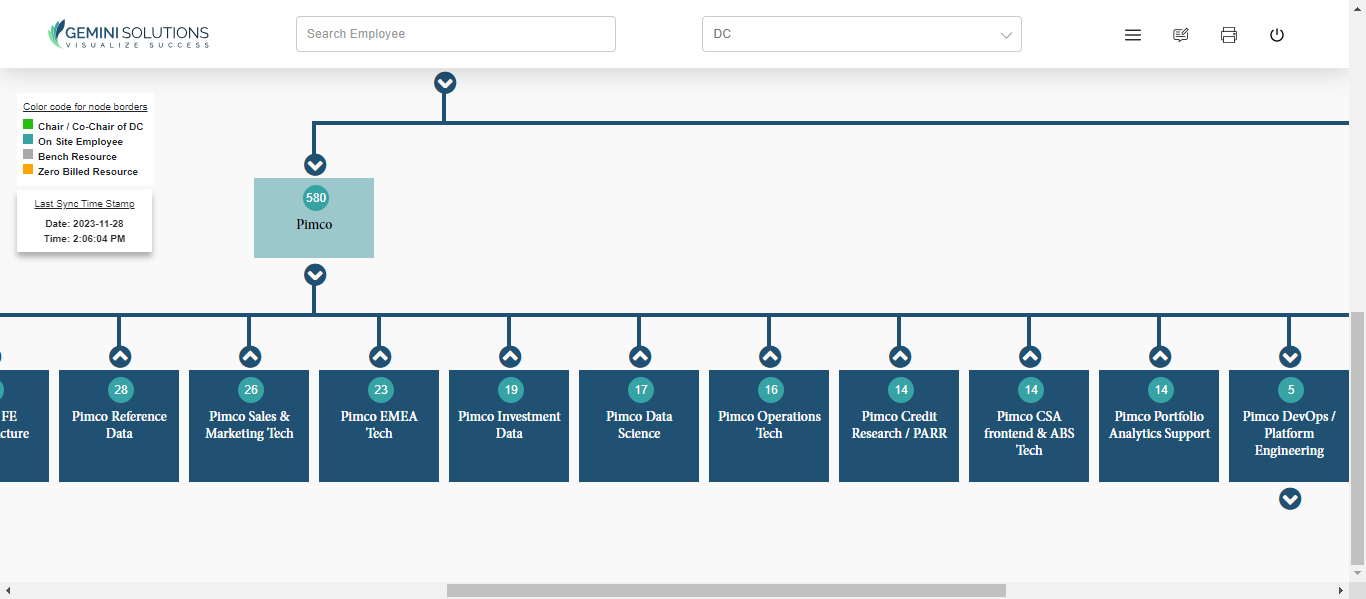 GEMINI SOLUTIONS
VISUALIZE SUCCESS
Search Employee
DC
Color code for node borders
Chair / Co-Chair of DC
On Site Employee
Bench Resource
Zero Billed Resource
Last Sync Time Stamp
Date: 2023-11-28
Time: 2:06:04 PM
580
Pimco
FE
cture
28
Pimco Reference
Data
26
Pimco Sales &
Marketing Tech
23
Pimco EMEA
Tech
19
Pimco Investment
Data
17
Pimco Data
Science
16
Pimco Operations
Tech
14
Pimco Credit
Research / PARR
14
Pimco CSA
frontend & ABS
Tech
14
Pimco Portfolio
Analytics Support
5
Pimco DevOps /
Platform
Engineering